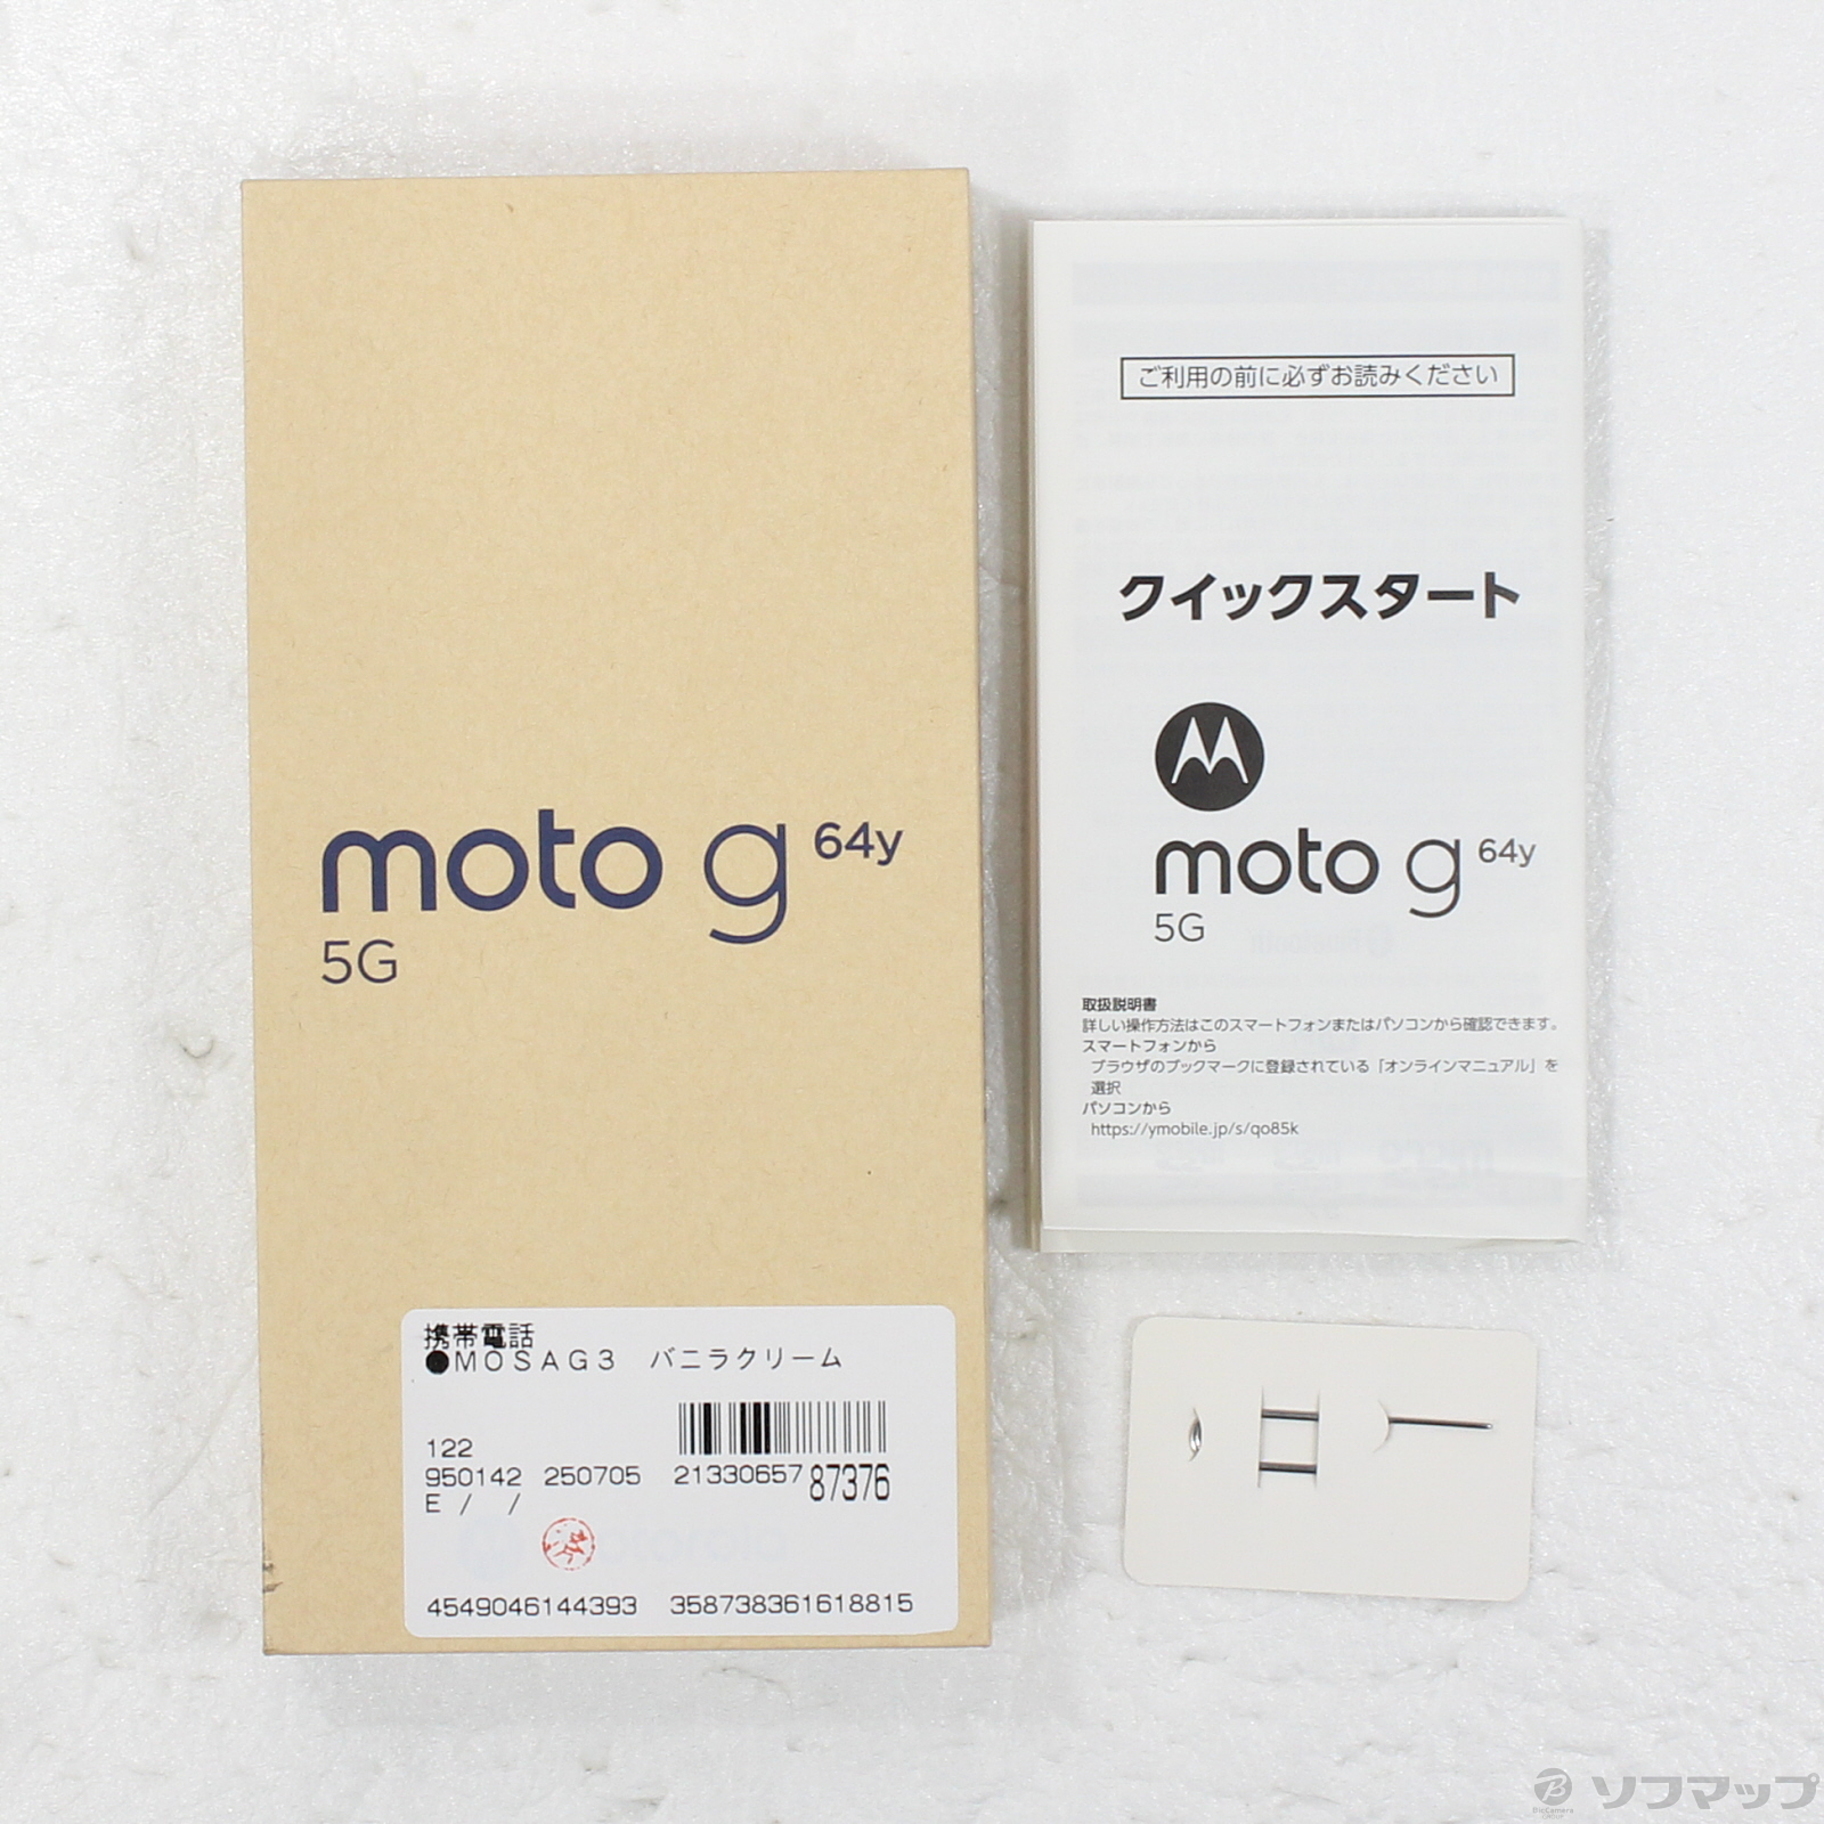 moto g 64y
5G
携帯電話
●MOSAG3 バニラクリーム
122
950142 250705 2133065787376
E / /
4549046144393 358738361618815
ご利用の前に必ずお読みください
クイックスタート
moto g 64y
5G
取扱説明書
詳しい操作方法はこのスマートフォンまたはパソコンから確認できます。
スマートフォンから
ブラウザのブックマークに登録されている「オンラインマニュアル」を
選択
パソコンから
https://ymobile.jp/s/qo85k
BicCamera
GROUP
ソフマップ